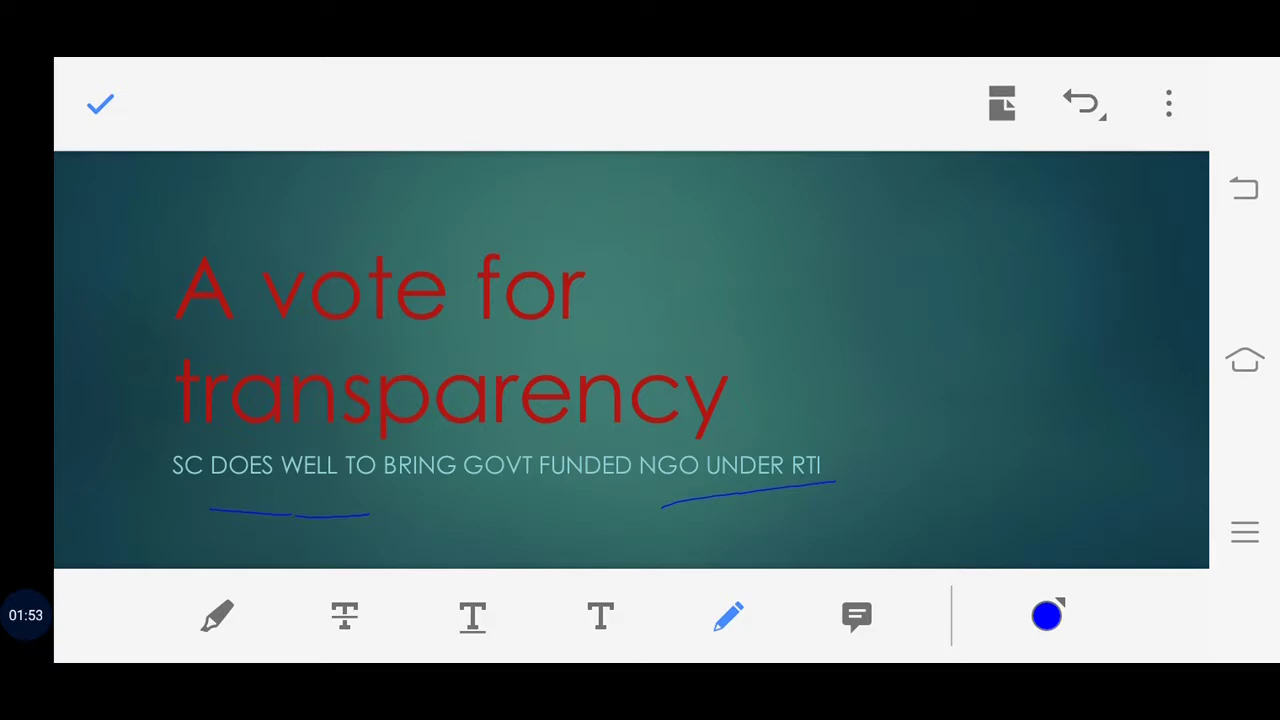 A vote for
transparency
SC DOES WELL TO BRING GOVT FUNDED NGO UNDER RTI
01:53